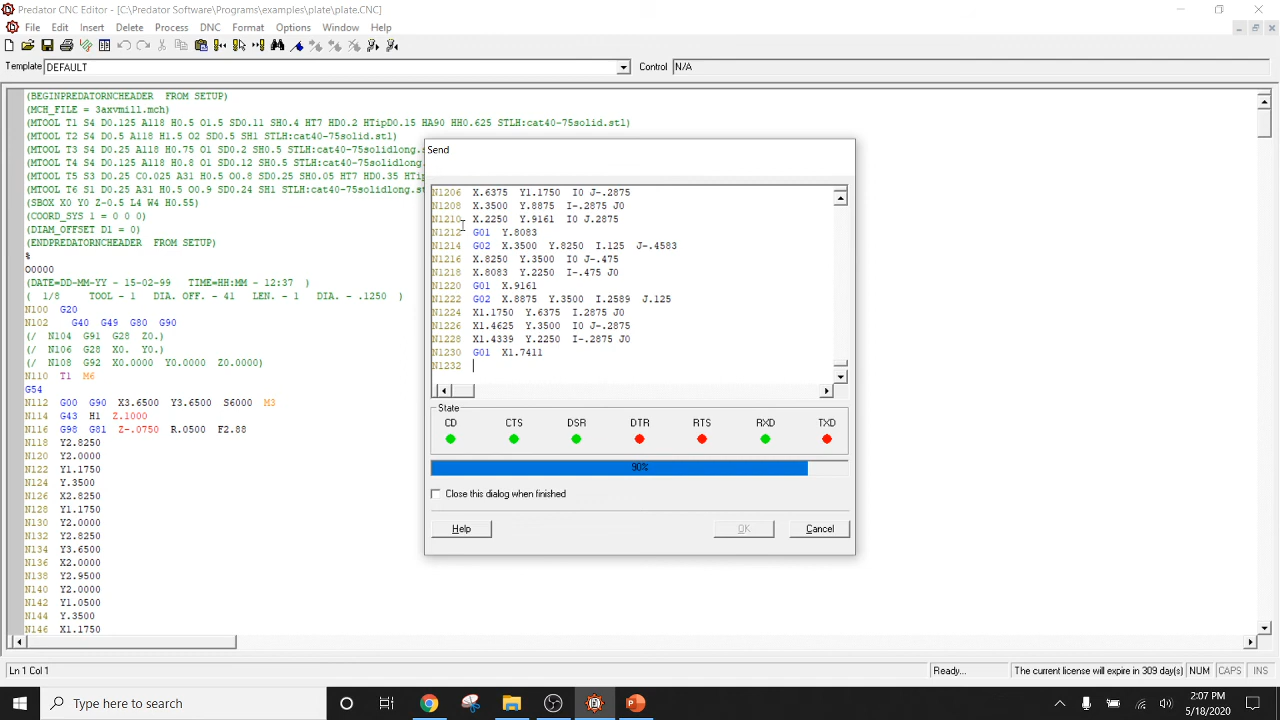 Predator CNC Editor - [C:\Predator Software\Programs\examples\plate\plate.CNC]
File Edit Insert Delete Process DNC Format Options Window Help
Template DEFAULT Control N/A
(BEGINPREDATORNCHEADER FROM SETUP)
(MCH_FILE = 3axvmill.mch)
(MTOOL T1 S4 D0.125 A118 H0.5 O1.5 SD0.11 SH0.4 HT7 HD0.2 HTipD0.15 HA90 HH0.625 STLH:cat40-75solid.stl)
(MTOOL T2 S4 D0.5 A118 H1.5 O2 SD0.5 SH1 STLH:cat40-75solid.stl)
(MTOOL T3 S4 D0.25 A118 H0.75 O1 SD0.2 SH0.5 STLH:cat40-75solidlong.s
(MTOOL T4 S4 D0.125 A118 H0.8 O1 SD0.12 SH0.5 STLH:cat40-75solidlong.
(MTOOL T5 S3 D0.25 C0.025 A31 H0.5 O0.8 SD0.25 SH0.05 HT7 HD0.35 HTip
(MTOOL T6 S1 D0.25 A31 H0.5 O0.9 SD0.24 SH1 STLH:cat40-75solidlong.st
(SBOX X0 Y0 Z-0.5 L4 W4 H0.55)
(COORD_SYS 1 = 0 0 0)
(DIAM_OFFSET D1 = 0)
(ENDPREDATORNCHEADER FROM SETUP)
%
O0000
(DATE=DD-MM-YY - 15-02-99 TIME=HH:MM - 12:37 )
( 1/8 TOOL - 1 DIA. OFF. - 41 LEN. - 1 DIA. - .1250 )
N100 G20
N102 G40 G49 G80 G90
(/ N104 G91 G28 Z0.)
(/ N106 G28 X0. Y0.)
(/ N108 G92 X0.0000 Y0.0000 Z0.0000)
N110 T1 M6
G54
N112 G00 G90 X3.6500 Y3.6500 S6000 M3
N114 G43 H1 Z.1000
N116 G98 G81 Z-.0750 R.0500 F2.88
N118 Y2.8250
N120 Y2.0000
N122 Y1.1750
N124 Y.3500
N126 X2.8250
N128 Y1.1750
N130 Y2.0000
N132 Y2.8250
N134 Y3.6500
N136 X2.0000
N138 Y2.9500
N140 Y2.0000
N142 Y1.0500
N144 Y.3500
N146 X1.1750
Send
N1206 X.6375 Y1.1750 I0 J-.2875
N1208 X.3500 Y.8875 I-.2875 J0
N1210 X.2250 Y.9161 I0 J.2875
N1212 G01 Y.8083
N1214 G02 X.3500 Y.8250 I.125 J-.4583
N1216 X.8250 Y.3500 I0 J-.475
N1218 X.8083 Y.2250 I-.475 J0
N1220 G01 X.9161
N1222 G02 X.8875 Y.3500 I.2589 J.125
N1224 X1.1750 Y.6375 I.2875 J0
N1226 X1.4625 Y.3500 I0 J-.2875
N1228 X1.4339 Y.2250 I-.2875 J0
N1230 G01 X1.7411
N1232
State
CD CTS DSR DTR RTS RXD TXD
90%
Close this dialog when finished
Help OK Cancel
Ln 1 Col 1 Ready... The current license will expire in 309 day(s). NUM CAPS INS
Type here to search
2:07 PM
5/18/2020